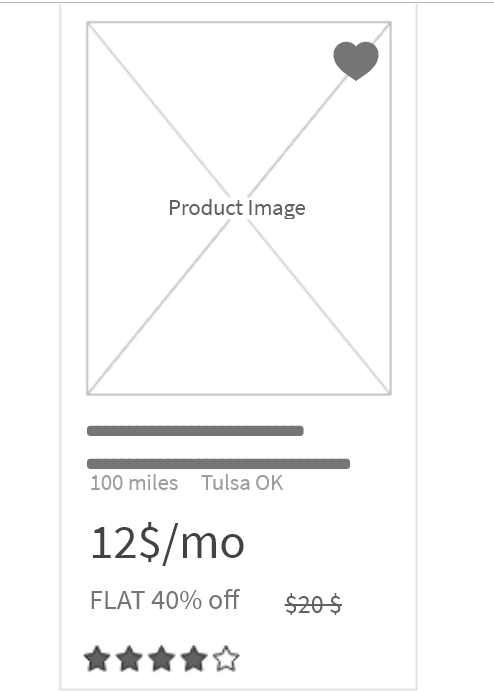 Product Image
100 miles Tulsa OK
12$/mo
FLAT 40% off $20 $